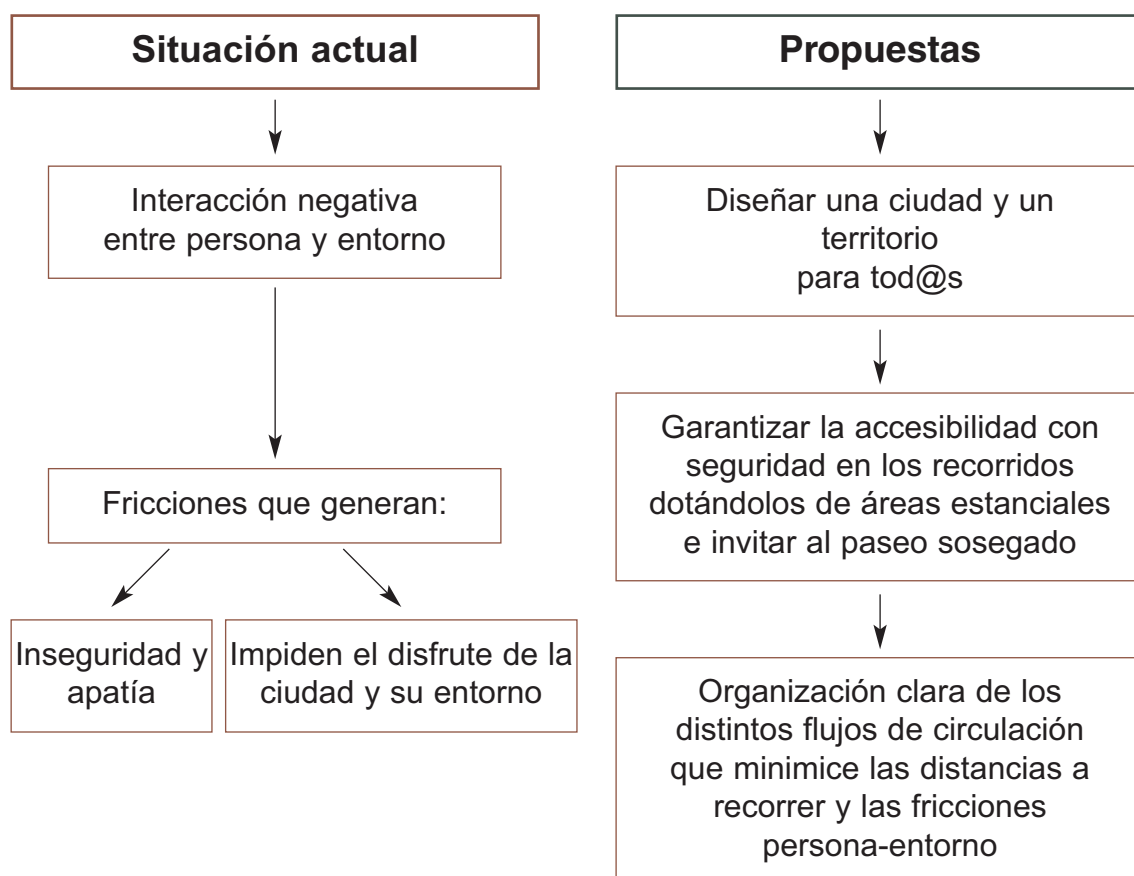 Situación actual
Interacción negativa
entre persona y entorno
Fricciones que generan:
Inseguridad y
apatía
Impiden el disfrute de la
ciudad y su entorno
Propuestas
Diseñar una ciudad y un
territorio
para tod@s
Garantizar la accesibilidad con
seguridad en los recorridos
dotándolos de áreas estanciales
e invitar al paseo sosegado
Organización clara de los
distintos flujos de circulación
que minimice las distancias a
recorrer y las fricciones
persona-entorno